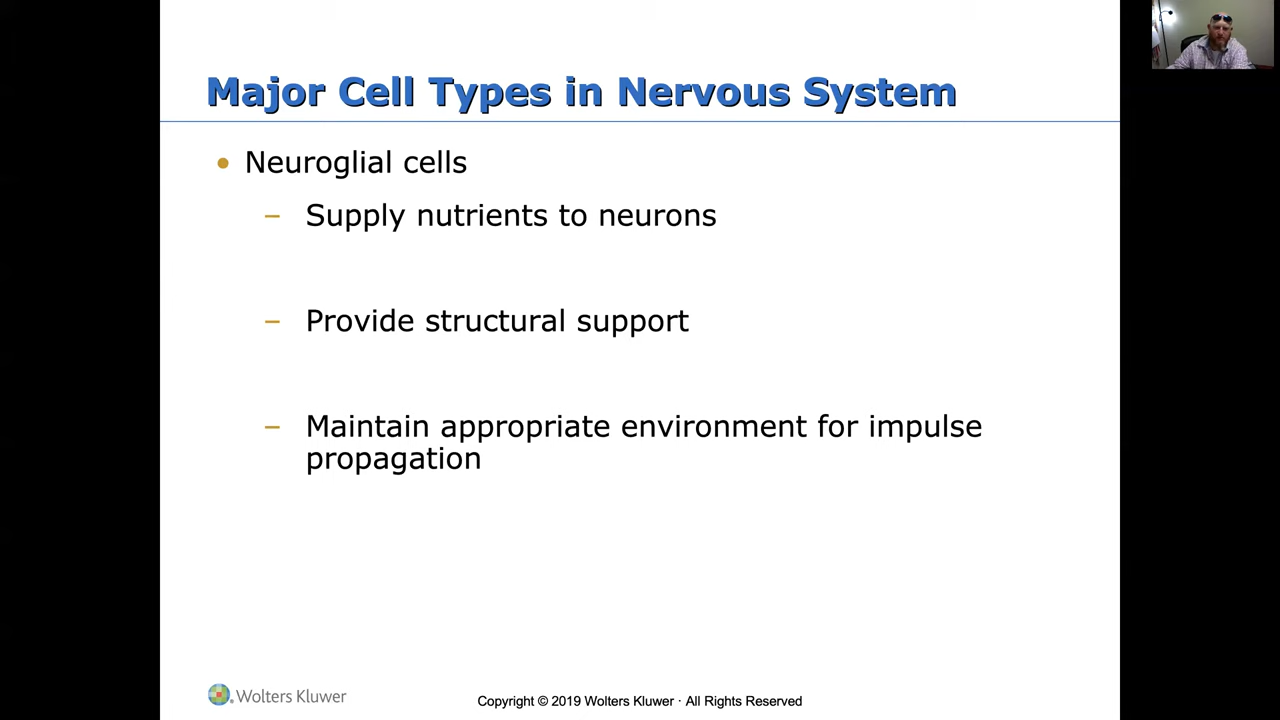 Major Cell Types in Nervous System
• Neuroglial cells
– Supply nutrients to neurons
– Provide structural support
– Maintain appropriate environment for impulse
propagation
Wolters Kluwer
Copyright © 2019 Wolters Kluwer · All Rights Reserved